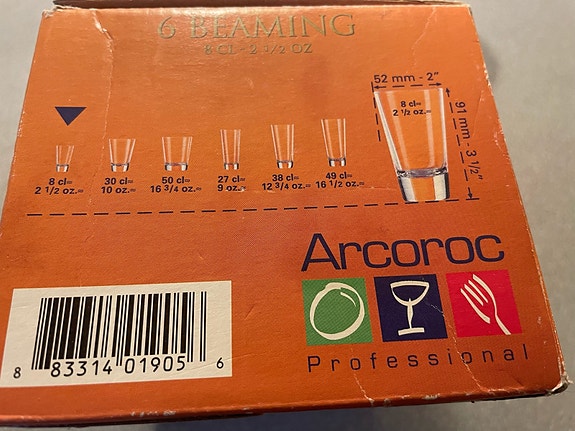 6 BEAMING
8 CL - 2 1/2 OZ
52 mm - 2"
8 cl=
2 1/2 oz.=
91 mm - 3 1/2"
8 cl=
2 1/2 oz.=
30 cl=
10 oz.=
50 cl=
16 3/4 oz.=
27 cl=
9 oz.=
38 cl=
12 3/4 oz.=
49 cl=
16 1/2 oz.=
Arcoroc
Professional
8 83314 01905 6